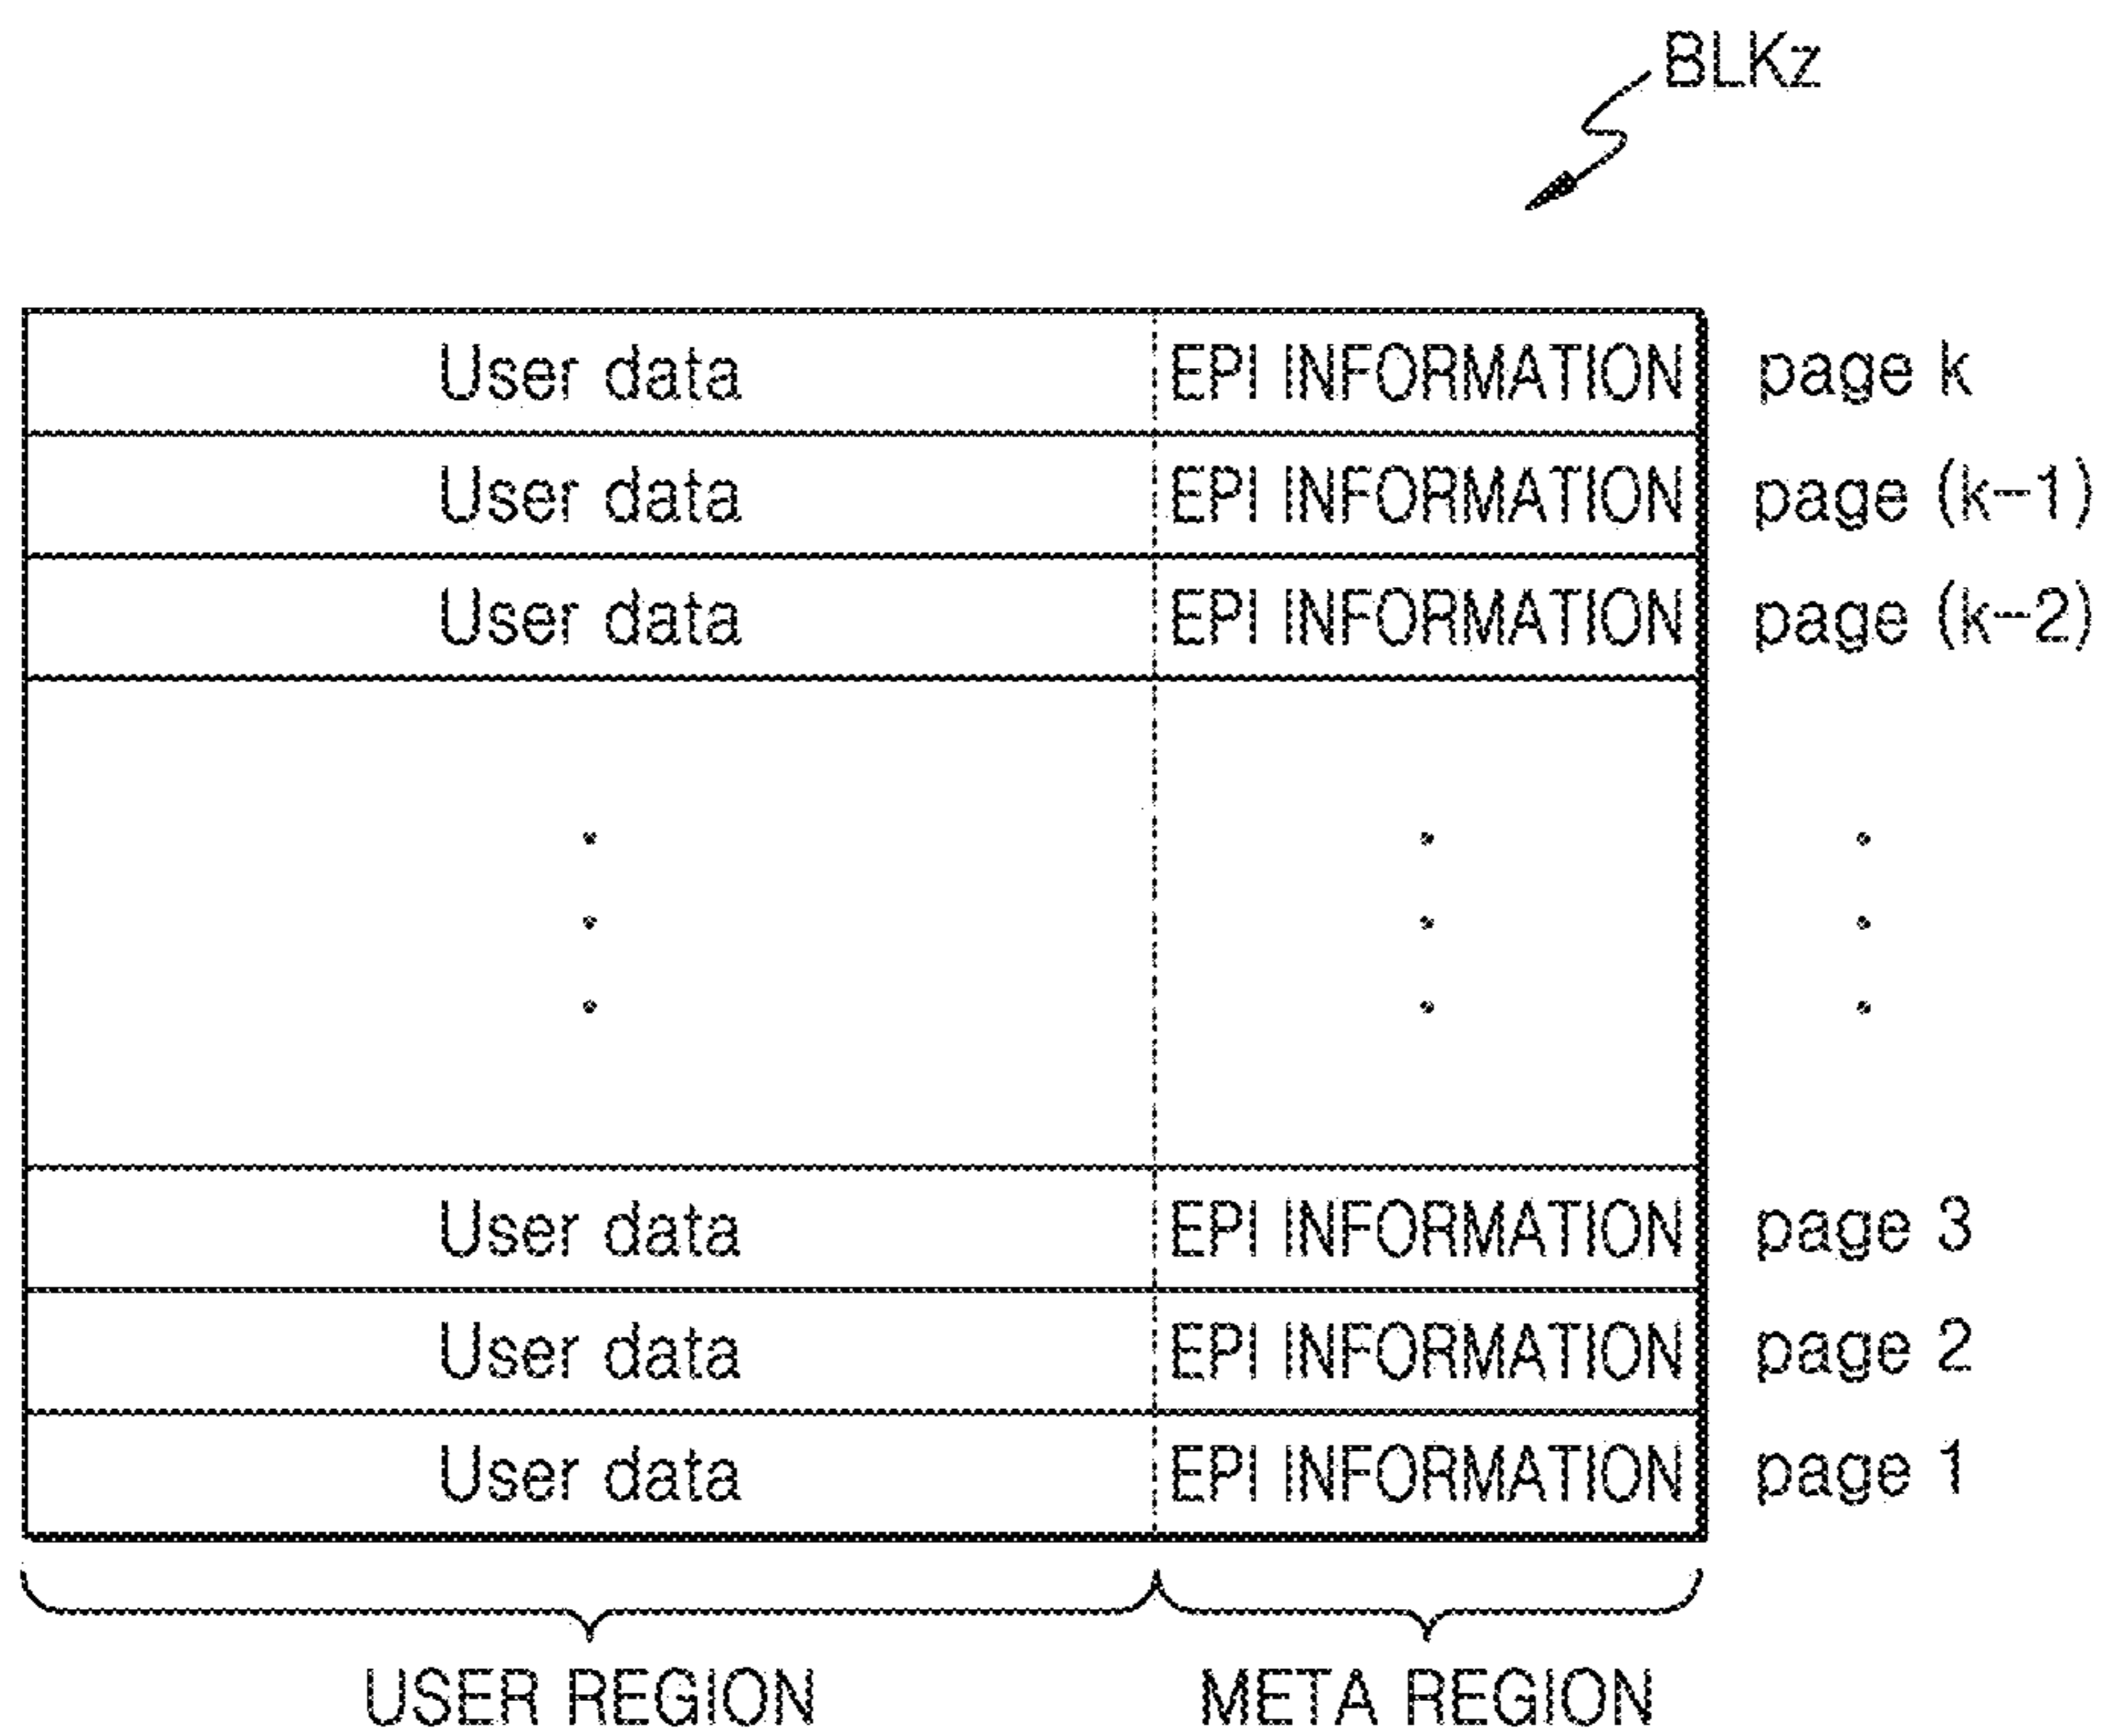 BLKz
User data EPI INFORMATION page k
User data EPI INFORMATION page (k-1)
User data EPI INFORMATION page (k-2)
User data EPI INFORMATION page 3
User data EPI INFORMATION page 2
User data EPI INFORMATION page 1
USER REGION META REGION